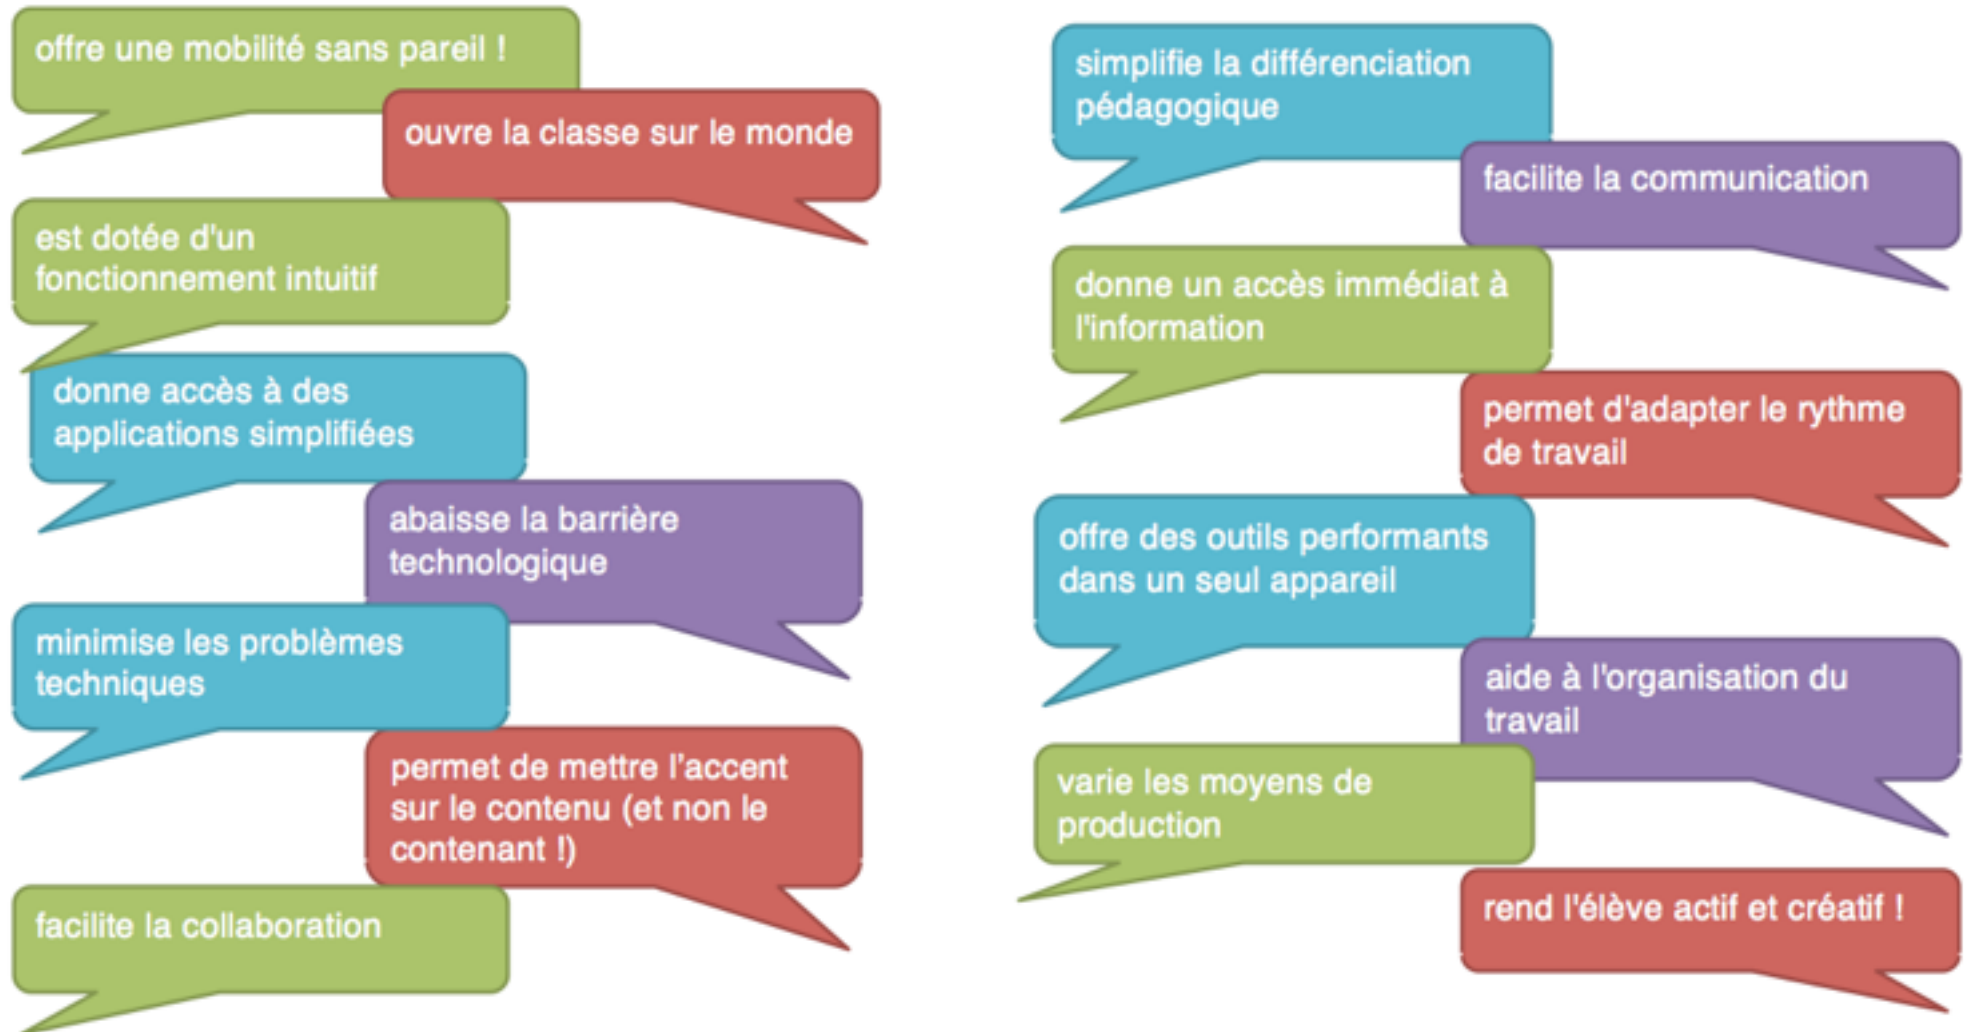 offre une mobilité sans pareil !
ouvre la classe sur le monde
est dotée d'un
fonctionnement intuitif
donne accès à des
applications simplifiées
abaisse la barrière
technologique
minimise les problèmes
techniques
permet de mettre l'accent
sur le contenu (et non le
contenant !)
facilite la collaboration
simplifie la différenciation
pédagogique
facilite la communication
donne un accès immédiat à
l'information
permet d'adapter le rythme
de travail
offre des outils performants
dans un seul appareil
aide à l'organisation du
travail
varie les moyens de
production
rend l'élève actif et créatif !